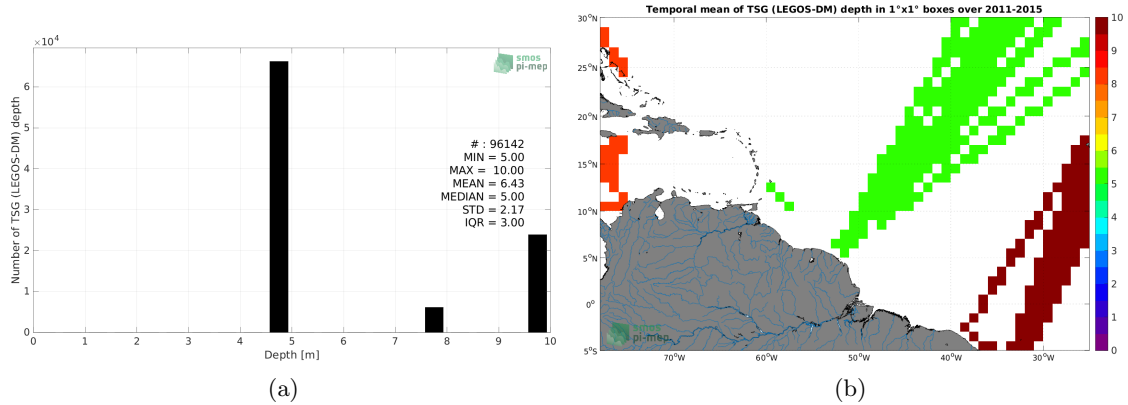 ×10⁴
6
5
4
3
2
1
0
Number of TSG (LEGOS-DM) depth
smos
pi-mep
# : 96142
MIN = 5.00
MAX = 10.00
MEAN = 6.43
MEDIAN = 5.00
STD = 2.17
IQR = 3.00
0 1 2 3 4 5 6 7 8 9 10
Depth [m]
(a)
Temporal mean of TSG (LEGOS-DM) depth in 1°x1° boxes over 2011-2015
30°N
25°N
20°N
15°N
10°N
5°N
0°
5°S
70°W 60°W 50°W 40°W 30°W
smos
pi-mep
10
9
8
7
6
5
4
3
2
1
0
(b)